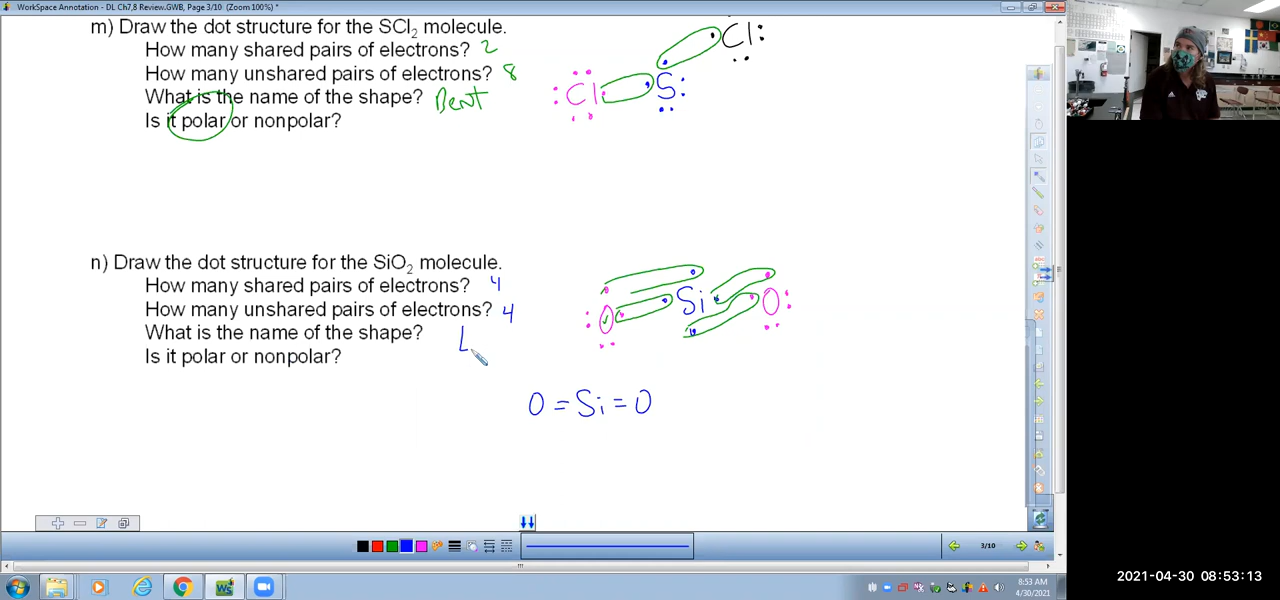 WorkSpace Annotation - DL Ch7,8 Review.GWB, Page 3/10 (Zoom 100%) *
m) Draw the dot structure for the SCl₂ molecule.
How many shared pairs of electrons? 2
How many unshared pairs of electrons? 8
What is the name of the shape? Bent
Is it polar or nonpolar?
Cl S Cl
n) Draw the dot structure for the SiO₂ molecule.
How many shared pairs of electrons? 4
How many unshared pairs of electrons? 4
What is the name of the shape? L
Is it polar or nonpolar?
O Si O
O = Si = O
3/10
8:53 AM
4/30/2021
2021-04-30 08:53:13